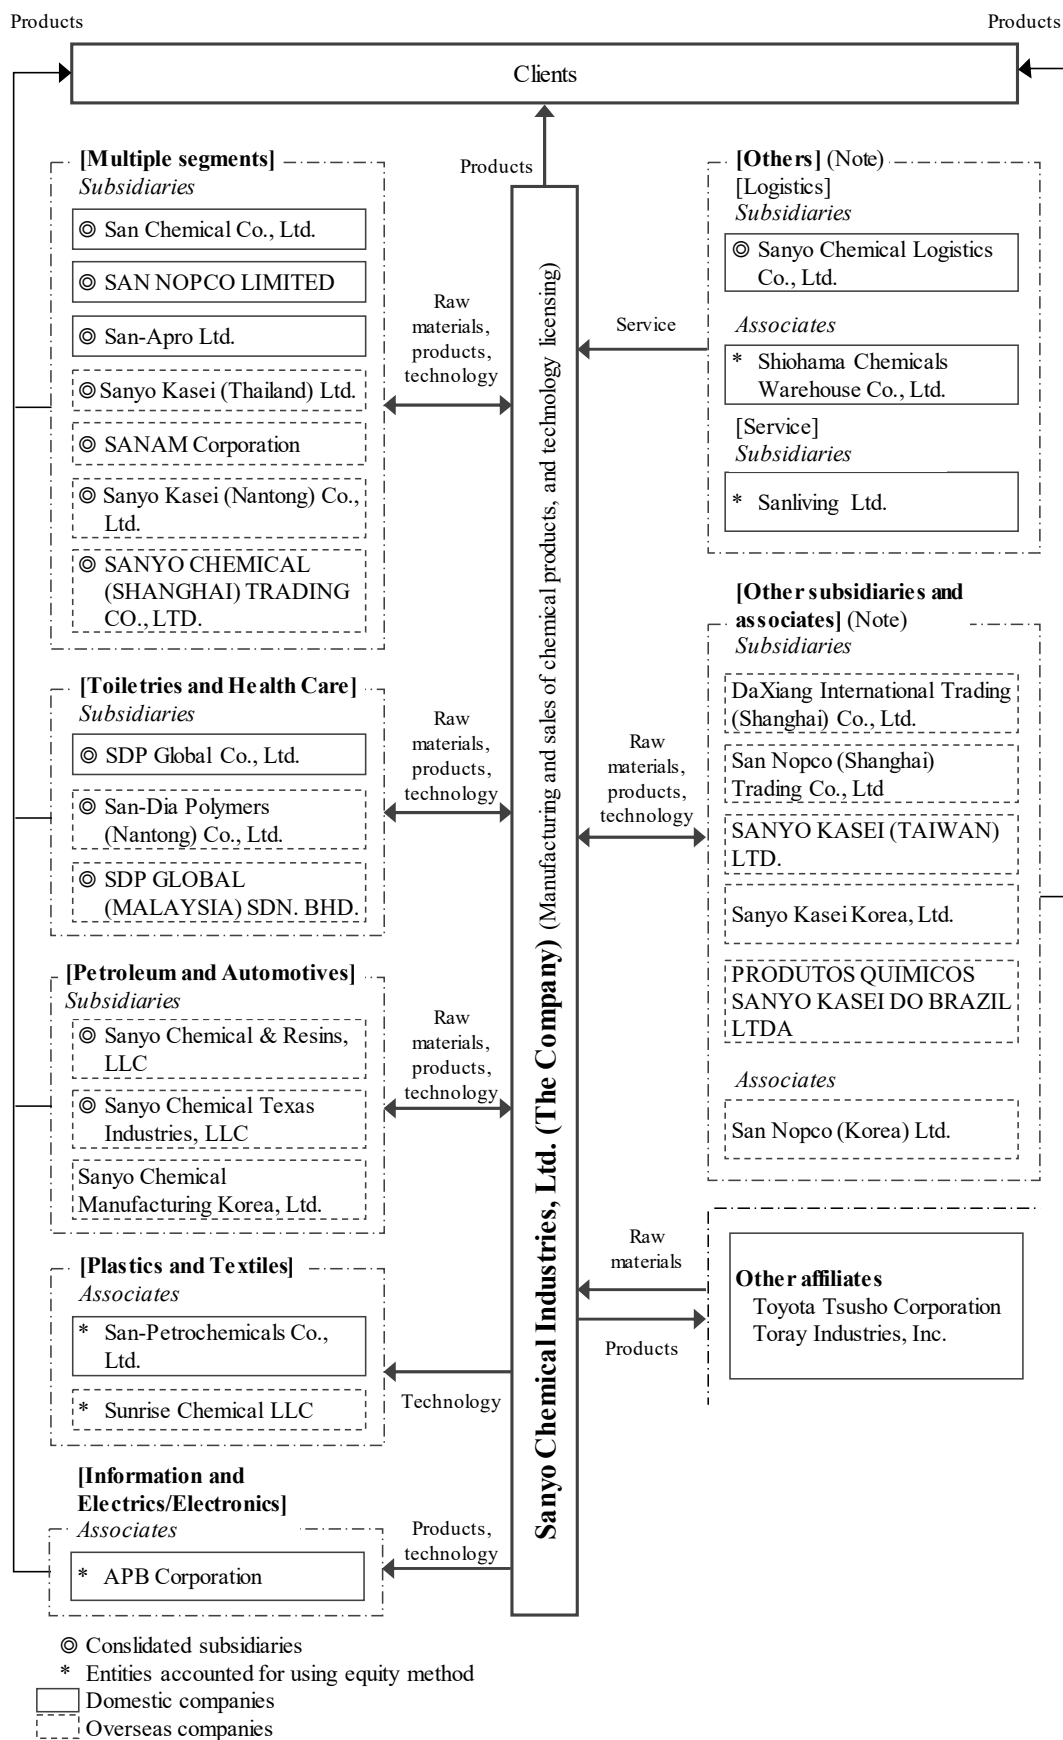 Products
Products
Clients
Products
[Multiple segments]
Subsidiaries
◎ San Chemical Co., Ltd.
◎ SAN NOPCO LIMITED
◎ San-Apro Ltd.
◎ Sanyo Kasei (Thailand) Ltd.
◎ SANAM Corporation
◎ Sanyo Kasei (Nantong) Co.,
Ltd.
◎ SANYO CHEMICAL
(SHANGHAI) TRADING
CO., LTD.
Raw
materials,
products,
technology
[Toiletries and Health Care]
Subsidiaries
◎ SDP Global Co., Ltd.
◎ San-Dia Polymers
(Nantong) Co., Ltd.
◎ SDP GLOBAL
(MALAYSIA) SDN. BHD.
Raw
materials,
products,
technology
[Petroleum and Automotives]
Subsidiaries
◎ Sanyo Chemical & Resins,
LLC
◎ Sanyo Chemical Texas
Industries, LLC
Sanyo Chemical
Manufacturing Korea, Ltd.
Raw
materials,
products,
technology
[Plastics and Textiles]
Associates
* San-Petrochemicals Co.,
Ltd.
* Sunrise Chemical LLC
Technology
[Information and
Electrics/Electronics]
Associates
* APB Corporation
Products,
technology
Sanyo Chemical Industries, Ltd. (The Company) (Manufacturing and sales of chemical products, and technology licensing)
[Others] (Note)
[Logistics]
Subsidiaries
◎ Sanyo Chemical Logistics
Co., Ltd.
Associates
* Shiohama Chemicals
Warehouse Co., Ltd.
[Service]
Subsidiaries
* Sanliving Ltd.
Service
[Other subsidiaries and
associates] (Note)
Subsidiaries
DaXiang International Trading
(Shanghai) Co., Ltd.
San Nopco (Shanghai)
Trading Co., Ltd
SANYO KASEI (TAIWAN)
LTD.
Sanyo Kasei Korea, Ltd.
PRODUTOS QUIMICOS
SANYO KASEI DO BRAZIL
LTDA
Associates
San Nopco (Korea) Ltd.
Raw
materials,
products,
technology
Raw
materials
Products
Other affiliates
Toyota Tsusho Corporation
Toray Industries, Inc.
◎ Conslidated subsidiaries
* Entities accounted for using equity method
Domestic companies
Overseas companies